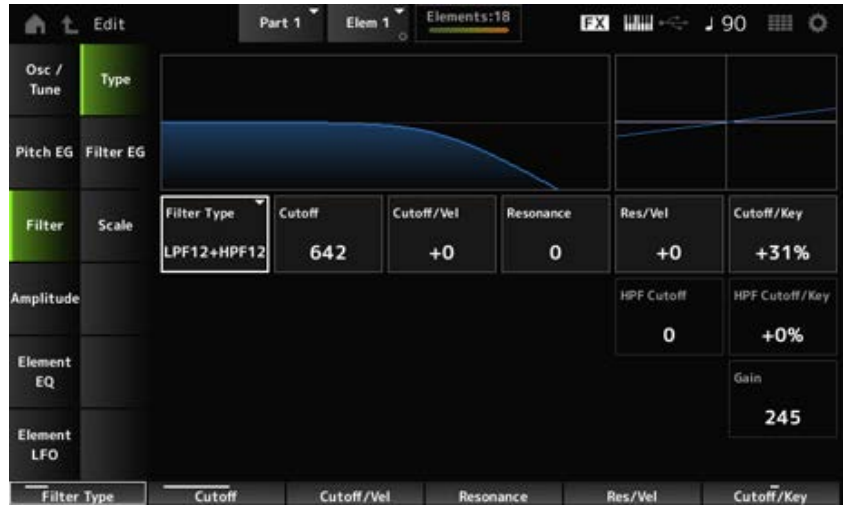 Edit
Part 1
Elem 1
Elements:18
FX
90
Osc /
Tune
Type
Pitch EG
Filter EG
Filter
Scale
Amplitude
Element
EQ
Element
LFO
Filter Type
LPF12+HPF12
Cutoff
642
Cutoff/Vel
+0
Resonance
0
Res/Vel
+0
Cutoff/Key
+31%
HPF Cutoff
0
HPF Cutoff/Key
+0%
Gain
245
Filter Type
Cutoff
Cutoff/Vel
Resonance
Res/Vel
Cutoff/Key